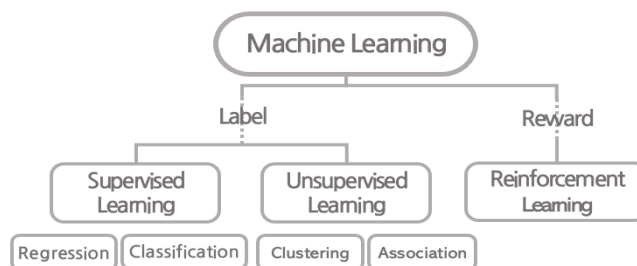 Machine Learning
Label
Reward
Supervised
Learning
Unsupervised
Learning
Reinforcement
Learning
Regression
Classification
Clustering
Association